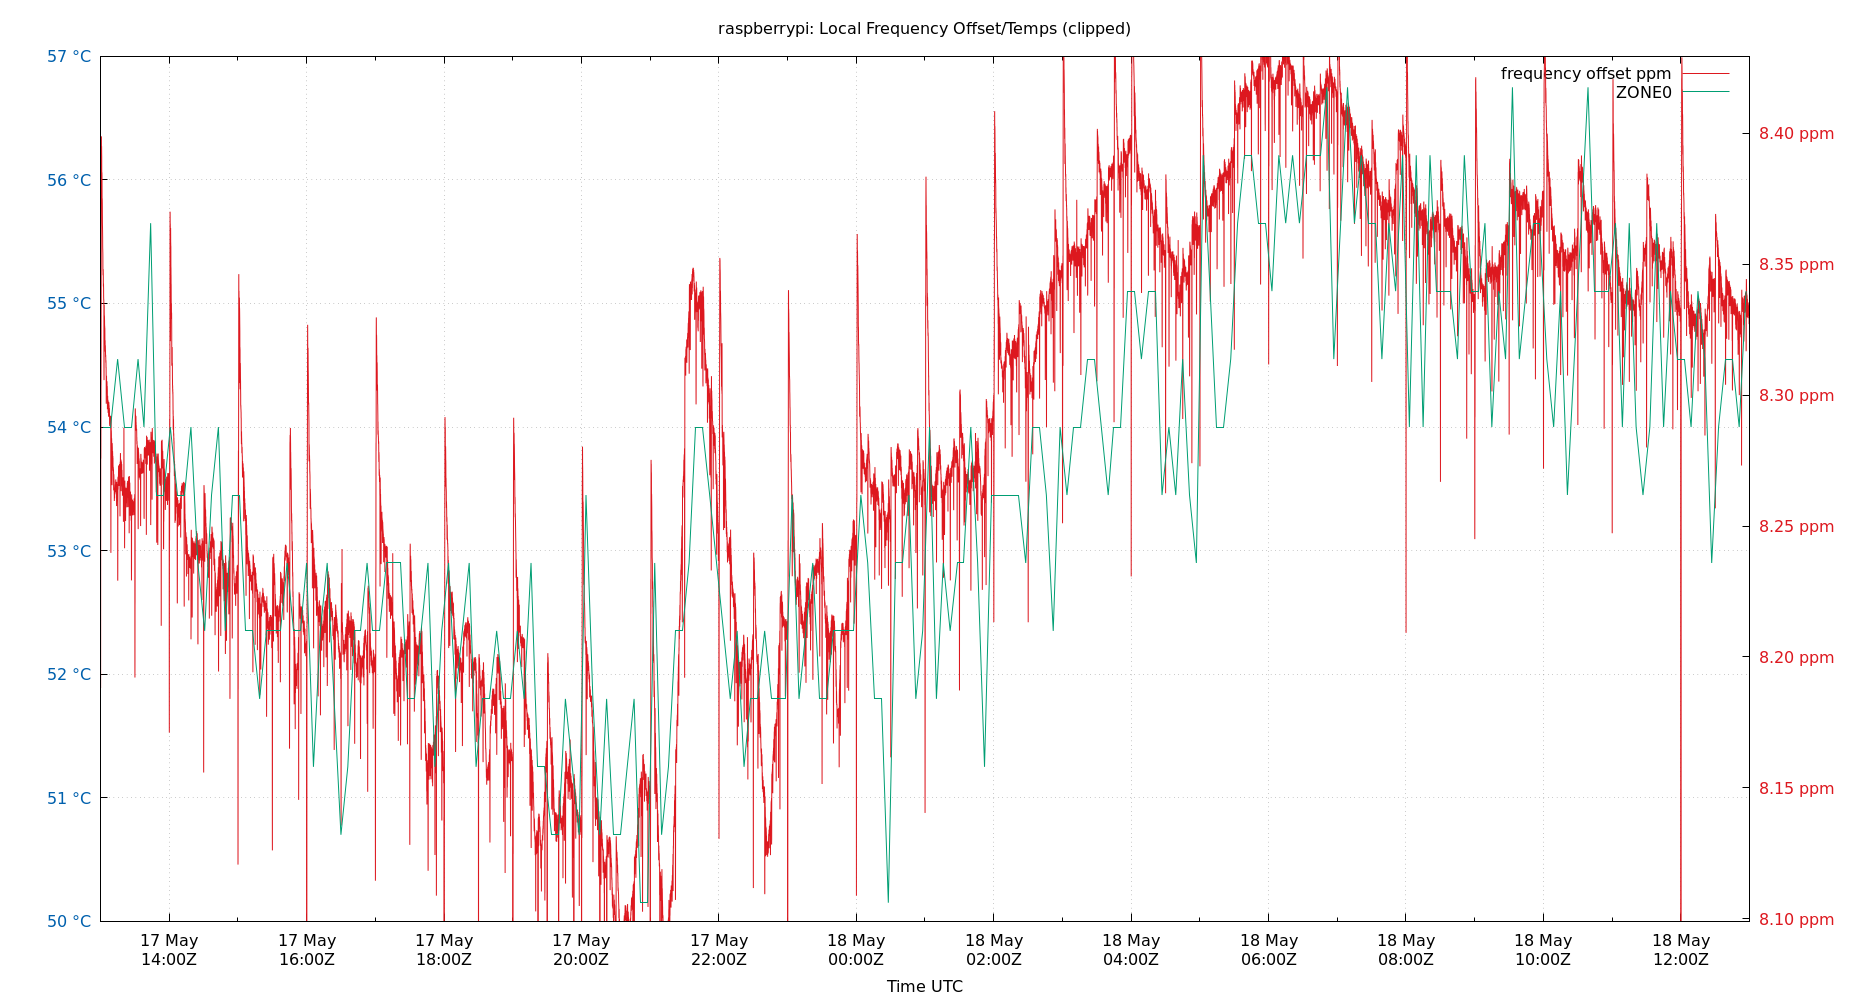 raspberrypi: Local Frequency Offset/Temps (clipped)
57 °C
56 °C
55 °C
54 °C
53 °C
52 °C
51 °C
50 °C
frequency offset ppm
ZONE0
8.40 ppm
8.35 ppm
8.30 ppm
8.25 ppm
8.20 ppm
8.15 ppm
8.10 ppm
17 May 17 May 17 May 17 May 17 May 18 May 18 May 18 May 18 May 18 May 18 May 18 May
14:00Z 16:00Z 18:00Z 20:00Z 22:00Z 00:00Z 02:00Z 04:00Z 06:00Z 08:00Z 10:00Z 12:00Z
Time UTC